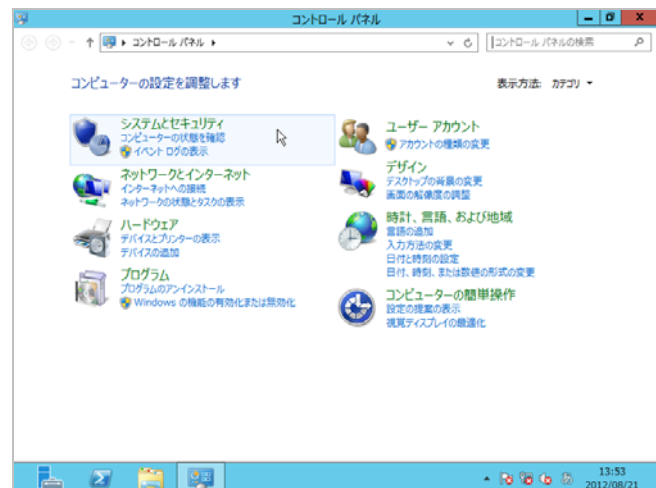 コントロール パネル
コントロール パネル
コントロール パネルの検索
コンピューターの設定を調整します
表示方法: カテゴリ
システムとセキュリティ
コンピューターの状態を確認
イベント ログの表示
ネットワークとインターネット
インターネットへの接続
ネットワークの状態とタスクの表示
ハードウェア
デバイスとプリンターの表示
デバイスの追加
プログラム
プログラムのアンインストール
Windows の機能の有効化または無効化
ユーザー アカウント
アカウントの種類の変更
デザイン
デスクトップの背景の変更
画面の解像度の調整
時計、言語、および地域
言語の追加
入力方法の変更
日付と時刻の設定
日付、時刻、または数値の形式の変更
コンピューターの簡単操作
設定の提案の表示
視覚ディスプレイの最適化
13:53
2012/08/21